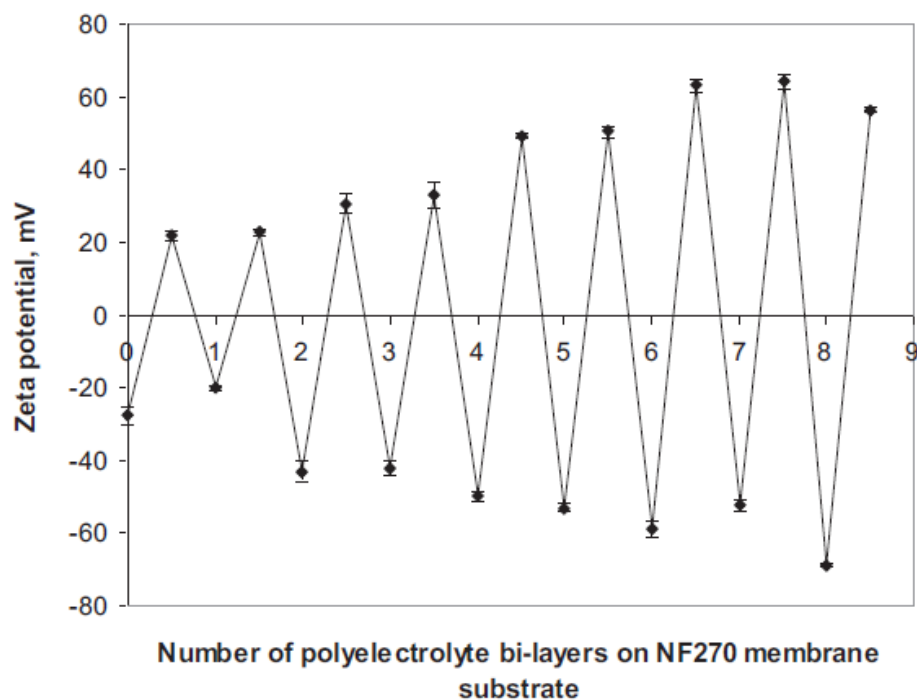 80
60
40
20
0
-20
-40
-60
-80
Zeta potential, mV
0 1 2 3 4 5 6 7 8 9
Number of polyelectrolyte bi-layers on NF270 membrane
substrate